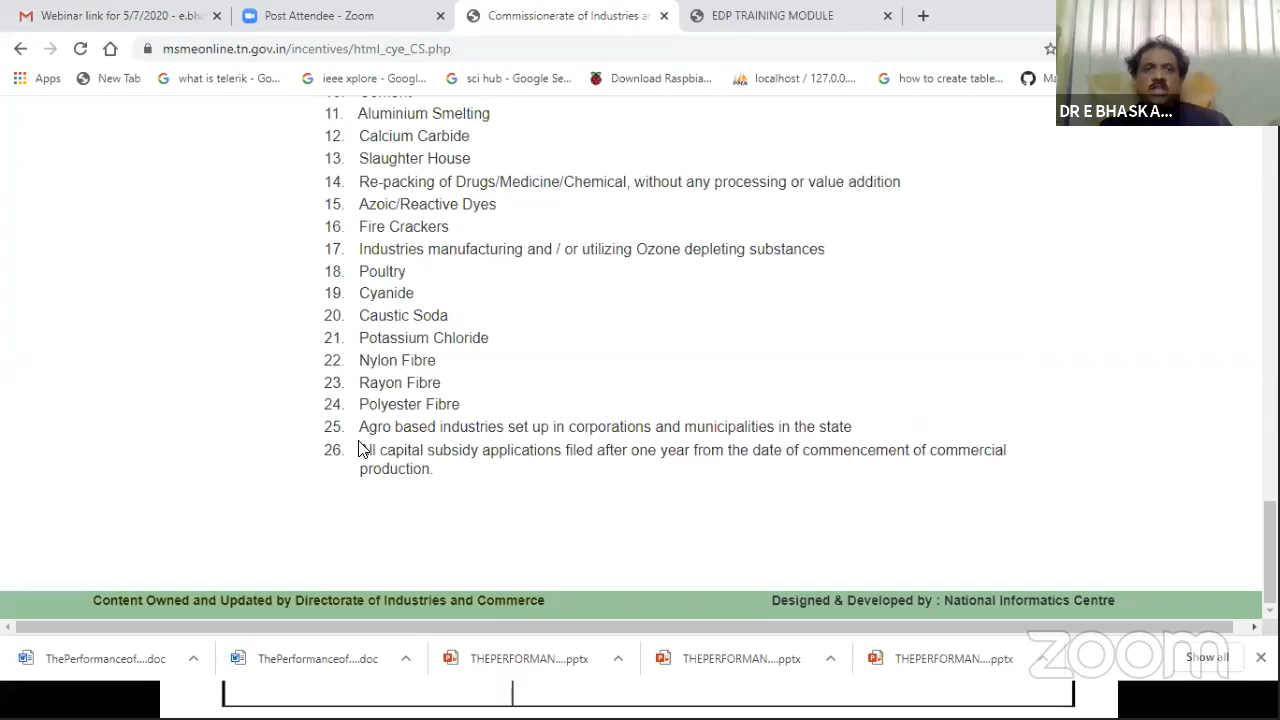 Webinar link for 5/7/2020 - e.bha
Post Attendee - Zoom
Commissionerate of Industries a
EDP TRAINING MODULE
msmeonline.tn.gov.in/incentives/html_cye_CS.php
Apps
New Tab
what is telerik - Go...
ieee xplore - Googl...
sci hub - Google Se...
Download Raspbia...
localhost / 127.0.0....
how to create table...
Ma
DR E BHASKA...
11. Aluminium Smelting
12. Calcium Carbide
13. Slaughter House
14. Re-packing of Drugs/Medicine/Chemical, without any processing or value addition
15. Azoic/Reactive Dyes
16. Fire Crackers
17. Industries manufacturing and / or utilizing Ozone depleting substances
18. Poultry
19. Cyanide
20. Caustic Soda
21. Potassium Chloride
22. Nylon Fibre
23. Rayon Fibre
24. Polyester Fibre
25. Agro based industries set up in corporations and municipalities in the state
26. ll capital subsidy applications filed after one year from the date of commencement of commercial
production.
Content Owned and Updated by Directorate of Industries and Commerce
Designed & Developed by : National Informatics Centre
ThePerformanceof....doc
ThePerformanceof....doc
THEPERFORMAN....pptx
THEPERFORMAN....pptx
THEPERFORMAN....pptx
Show all
zoom